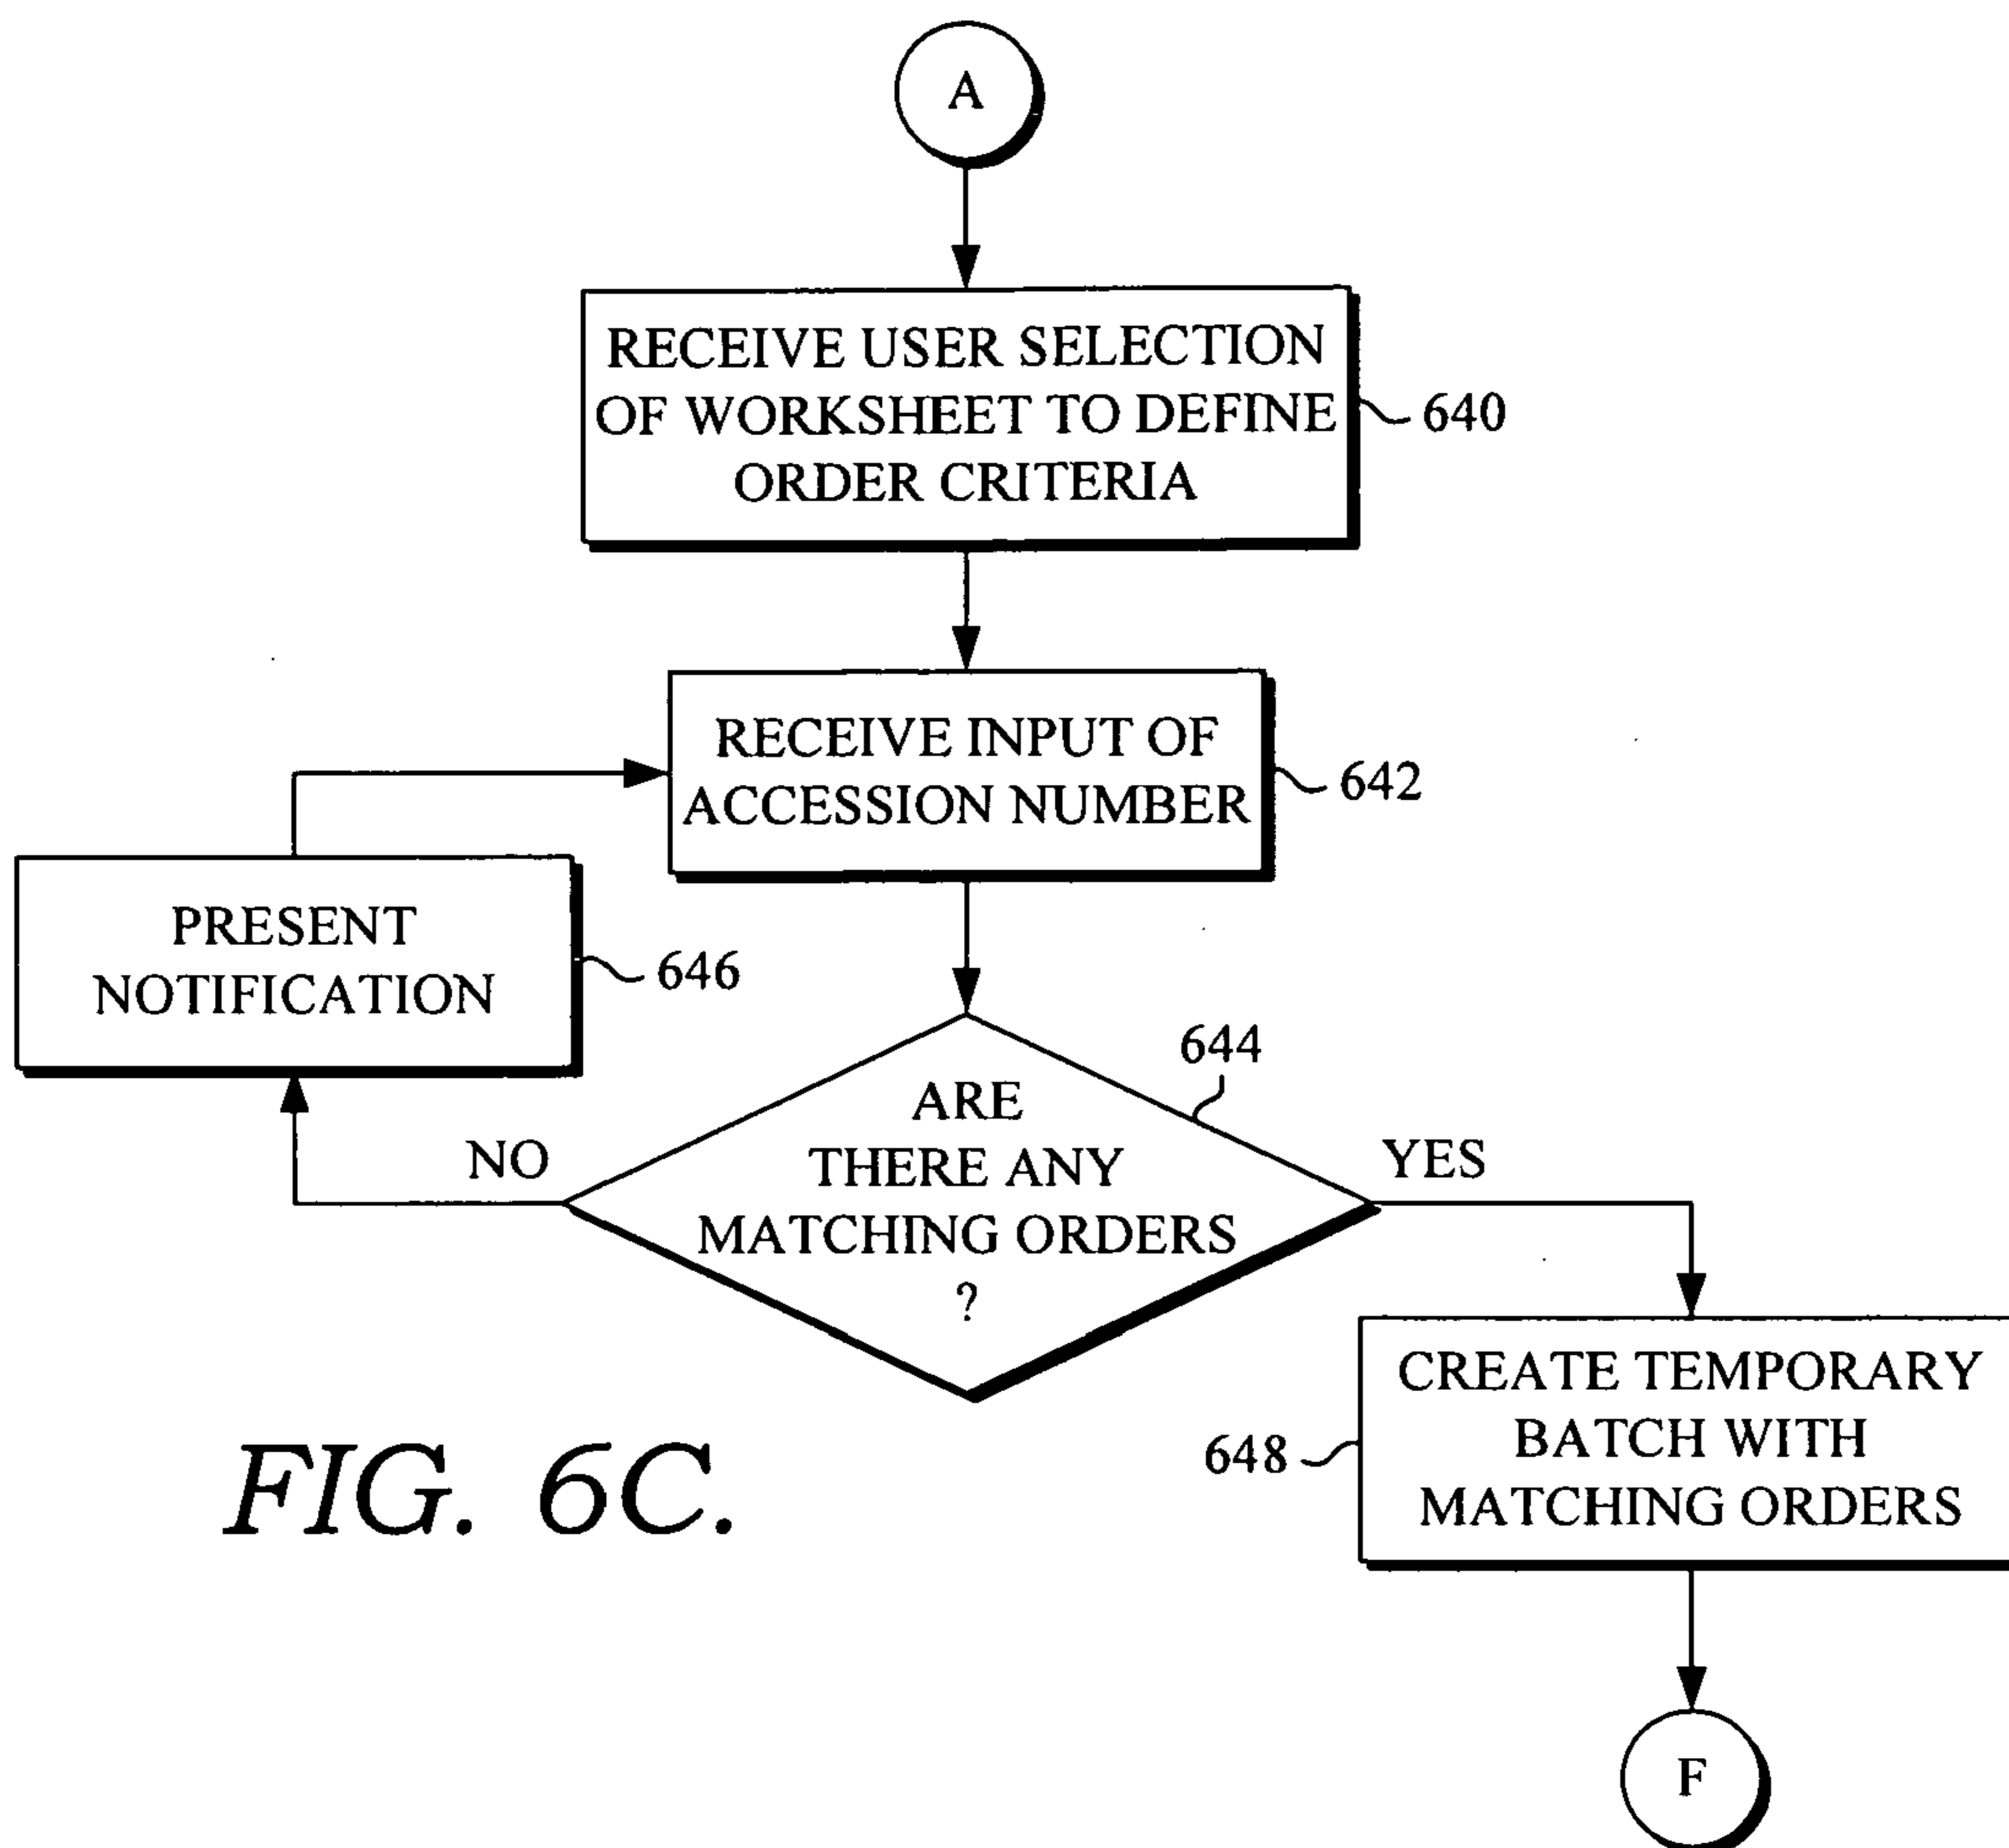 A
RECEIVE USER SELECTION
OF WORKSHEET TO DEFINE
ORDER CRITERIA
640
RECEIVE INPUT OF
ACCESSION NUMBER
642
PRESENT
NOTIFICATION
646
644
ARE
THERE ANY
MATCHING ORDERS
?
NO
YES
CREATE TEMPORARY
BATCH WITH
MATCHING ORDERS
648
FIG. 6C.
F